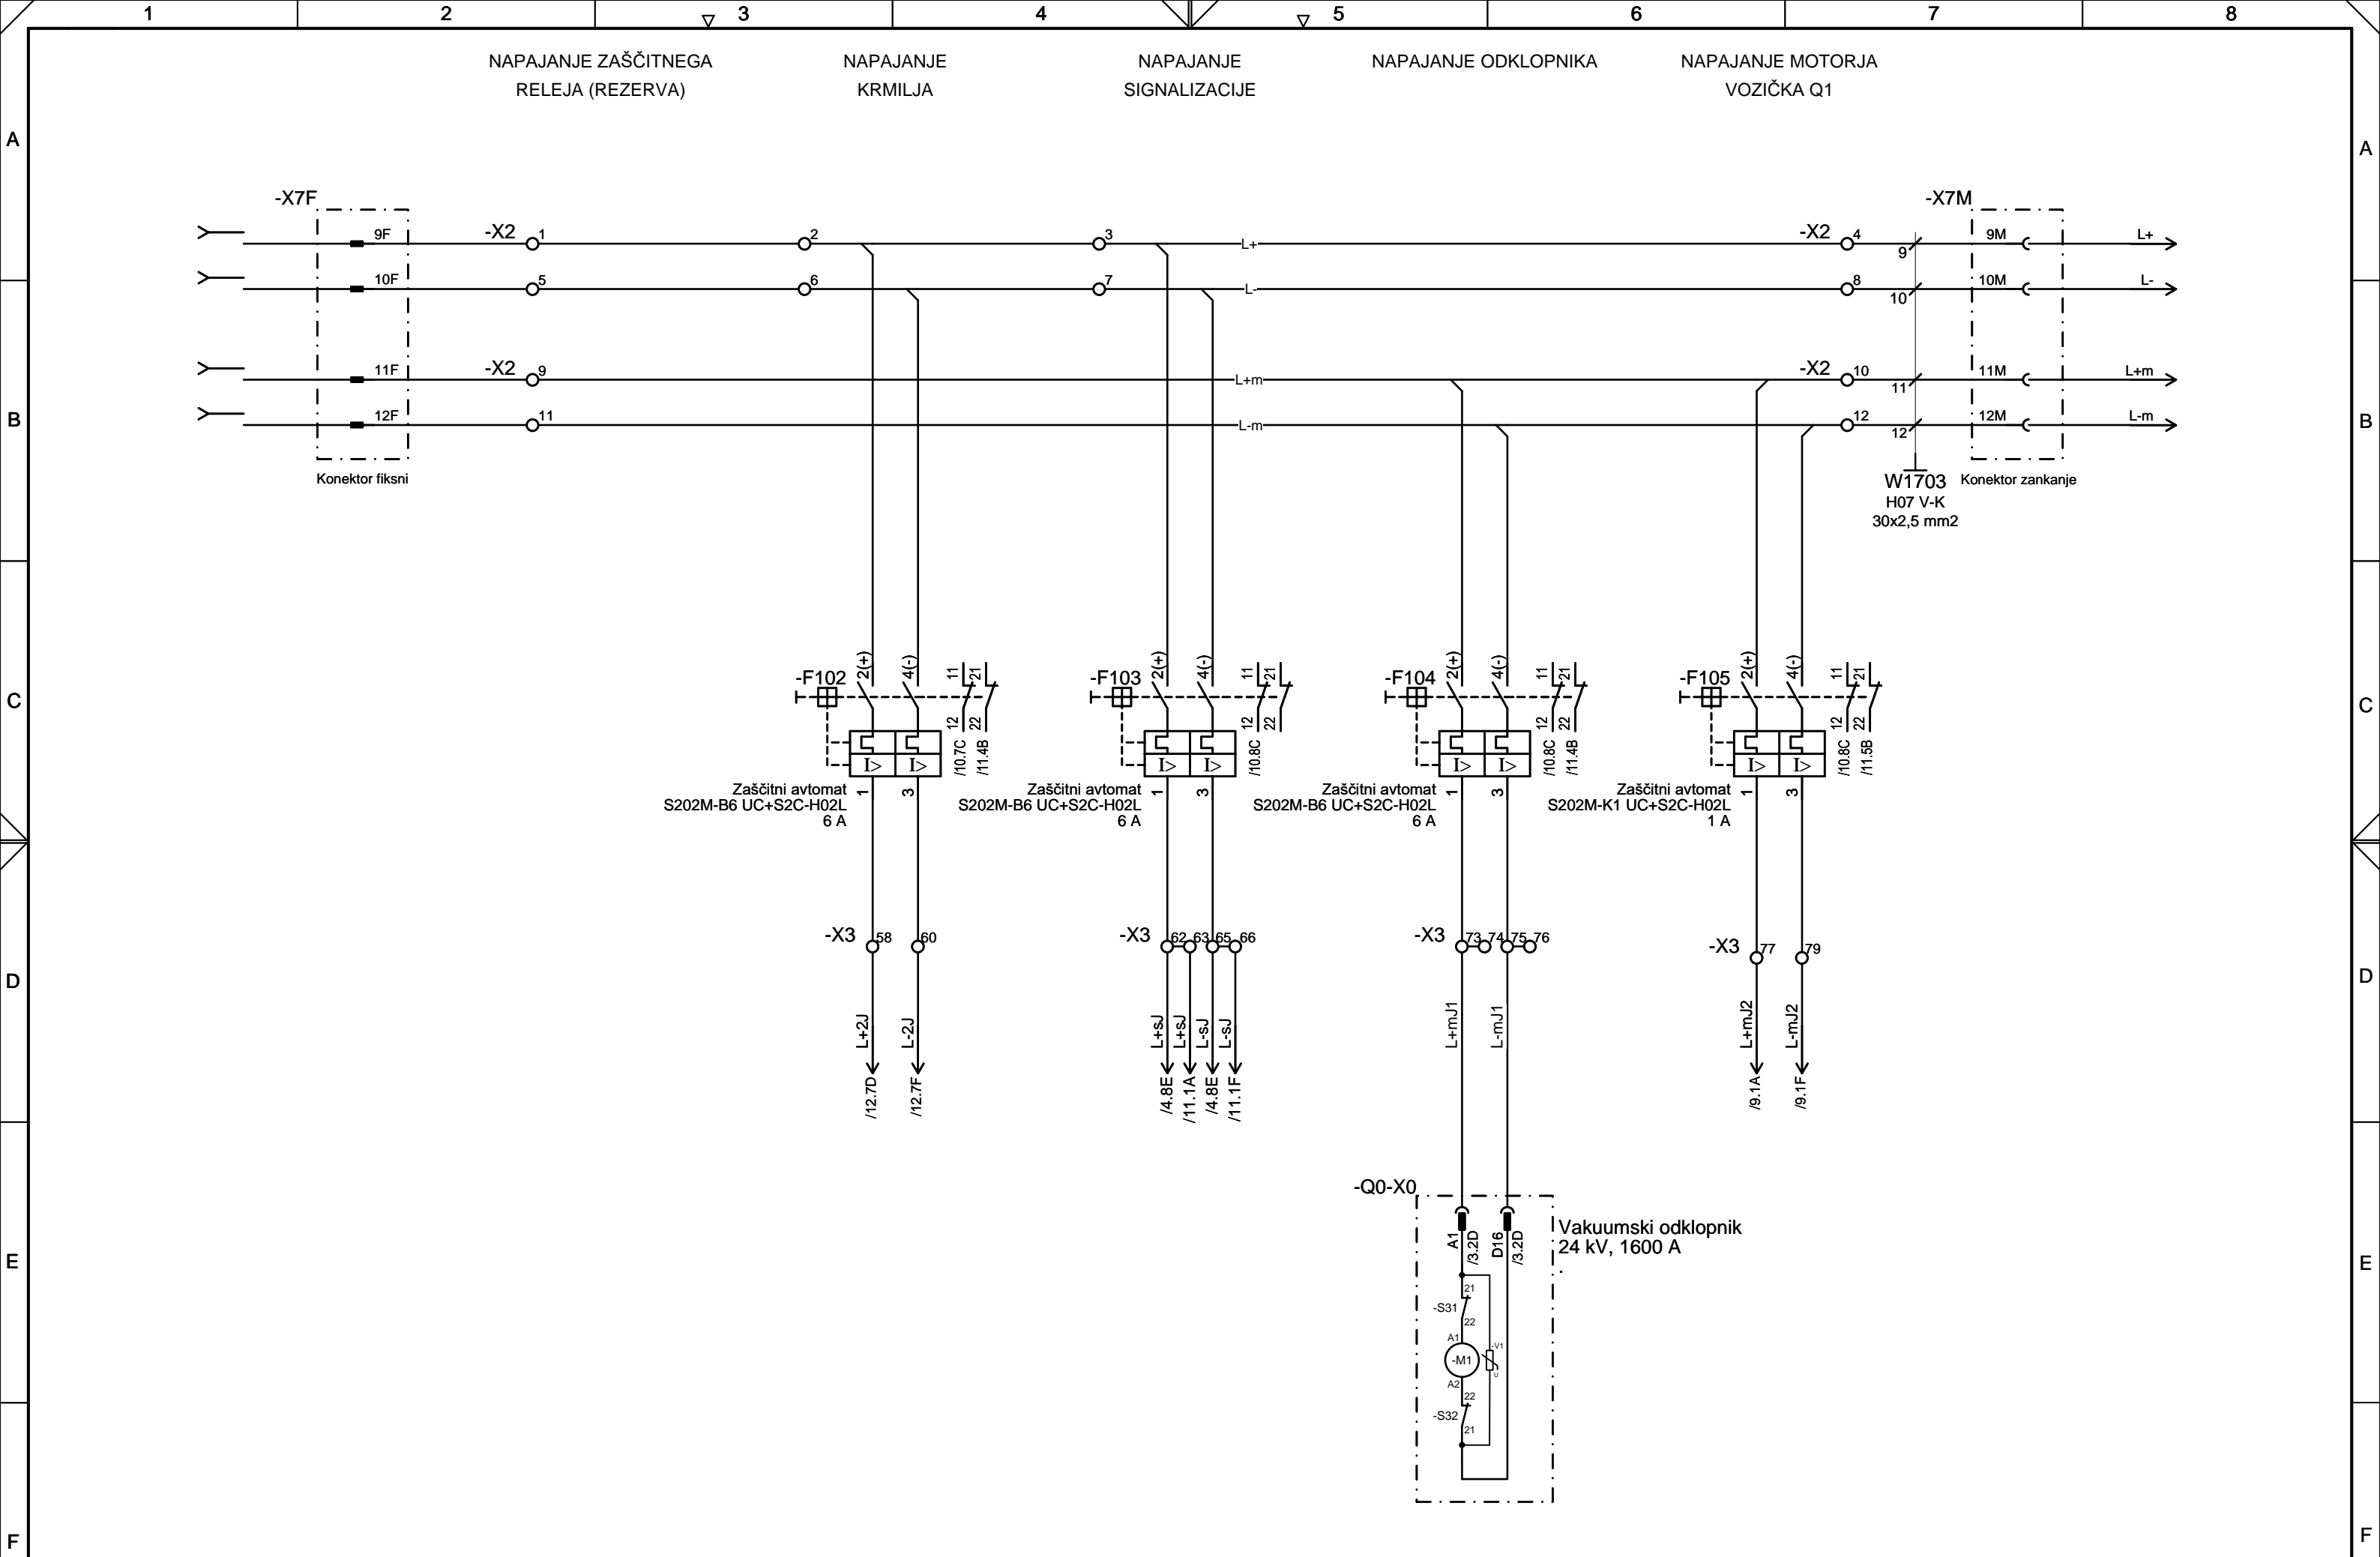 1 2 3 4 5 6 7 8
NAPAJANJE ZAŠČITNEGA
RELEJA (REZERVA)
NAPAJANJE
KRMILJA
NAPAJANJE
SIGNALIZACIJE
NAPAJANJE ODKLOPNIKA
NAPAJANJE MOTORJA
VOZIČKA Q1
A A
-X7F -X7M
9F -X2 1 2 3 L+ -X2 4 9 9M L+
10F 5 6 7 L- 8 10 10M L-
11F -X2 9 L+m -X2 10 11 11M L+m
B B
12F 11 L-m 12 12 12M L-m
Konektor fiksni
W1703
H07 V-K
30x2,5 mm2
Konektor zankanje
C C
-F102 2(+) 4(-) 11 21
12 22
/10.7C /11.4B
I> I>
1 3
Zaščitni avtomat
S202M-B6 UC+S2C-H02L
6 A
-F103 2(+) 4(-) 11 21
12 22
/10.8C
I> I>
1 3
Zaščitni avtomat
S202M-B6 UC+S2C-H02L
6 A
-F104 2(+) 4(-) 11 21
12 22
/10.8C /11.4B
I> I>
1 3
Zaščitni avtomat
S202M-B6 UC+S2C-H02L
6 A
-F105 2(+) 4(-) 11 21
12 22
/10.8C /11.5B
I> I>
1 3
Zaščitni avtomat
S202M-K1 UC+S2C-H02L
1 A
D D
-X3 58 60
L+2J L-2J
/12.7D /12.7F
-X3 62 63 65 66
L+sJ L+sJ L-sJ L-sJ
/4.8E /11.1A /4.8E /11.1F
-X3 73 74 75 76
L+mJ1 L-mJ1
-X3 77 79
L+mJ2 L-mJ2
/9.1A /9.1F
E E
-Q0-X0
A1 /3.2D D16 /3.2D
Vakuumski odklopnik
24 kV, 1600 A
.
21
-S31
22
A1
-M1
-V1
U
A2
22
-S32
21
F F